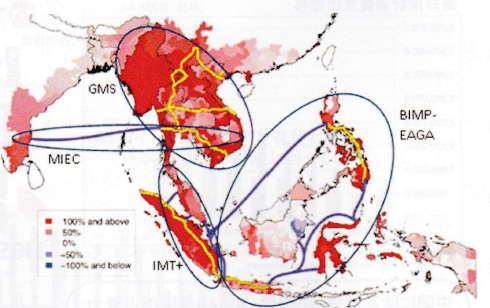 GMS
BIMP-
EAGA
MIEC
IMT+
100% and above
50%
0%
−50%
−100% and below